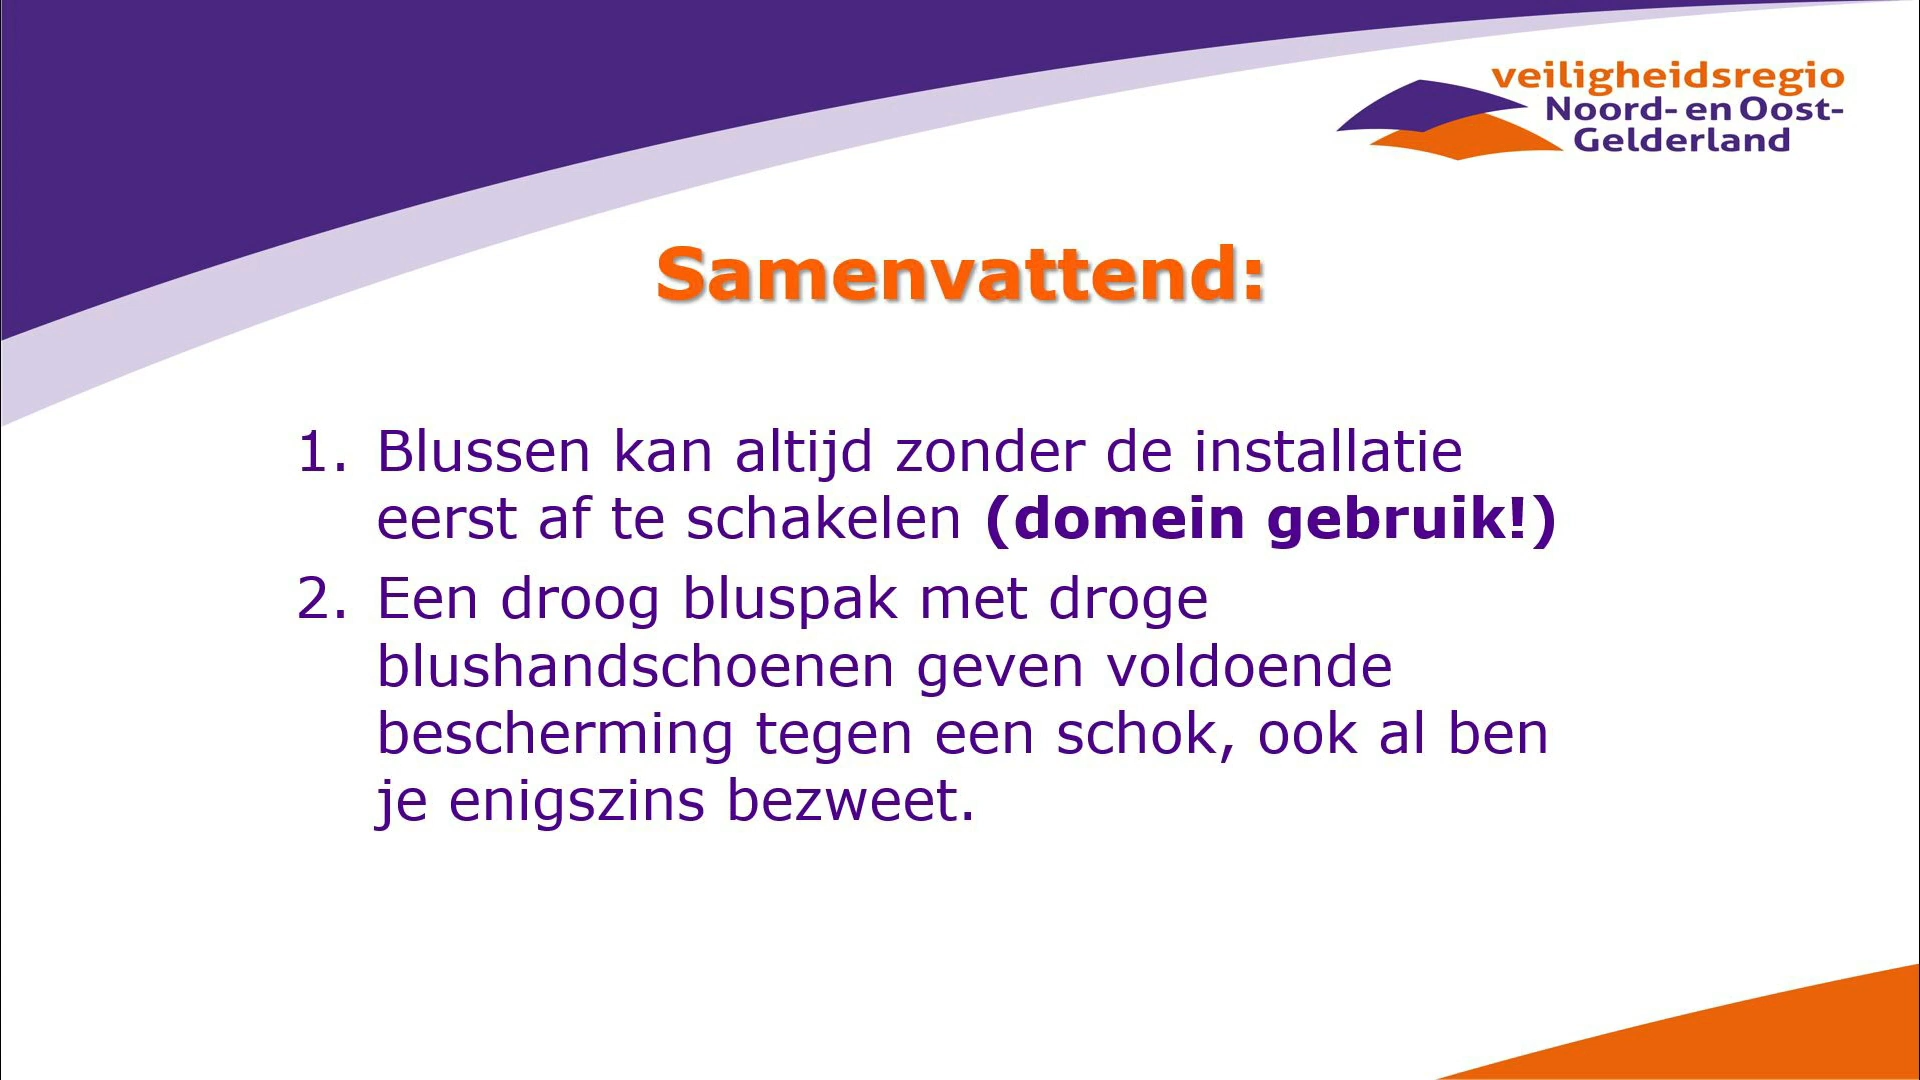 veiligheidsregio
Noord- en Oost-
Gelderland
Samenvattend:
1. Blussen kan altijd zonder de installatie
eerst af te schakelen (domein gebruik!)
2. Een droog bluspak met droge
blushandschoenen geven voldoende
bescherming tegen een schok, ook al ben
je enigszins bezweet.